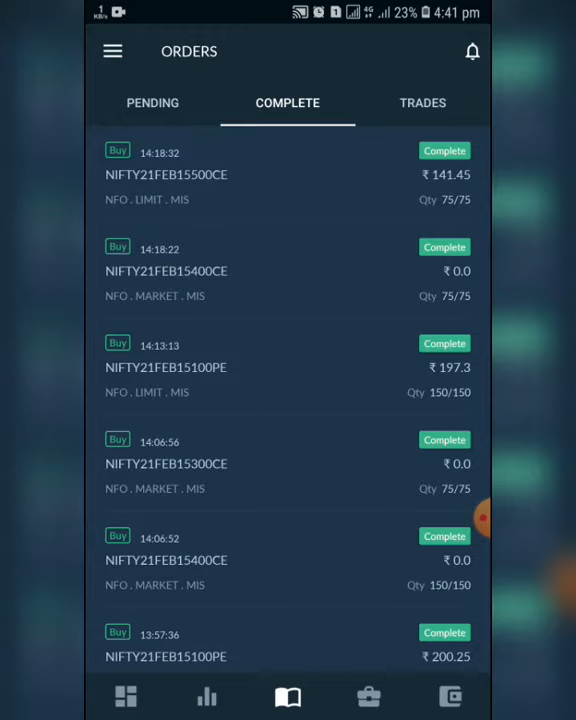 1
KB/s
1
4G
23%
4:41 pm
ORDERS
PENDING
COMPLETE
TRADES
Buy
14:18:32
Complete
NIFTY21FEB15500CE
₹ 141.45
NFO . LIMIT . MIS
Qty 75/75
Buy
14:18:22
Complete
NIFTY21FEB15400CE
₹ 0.0
NFO . MARKET . MIS
Qty 75/75
Buy
14:13:13
Complete
NIFTY21FEB15100PE
₹ 197.3
NFO . LIMIT . MIS
Qty 150/150
Buy
14:06:56
Complete
NIFTY21FEB15300CE
₹ 0.0
NFO . MARKET . MIS
Qty 75/75
Buy
14:06:52
Complete
NIFTY21FEB15400CE
₹ 0.0
NFO . MARKET . MIS
Qty 150/150
Buy
13:57:36
Complete
NIFTY21FEB15100PE
₹ 200.25